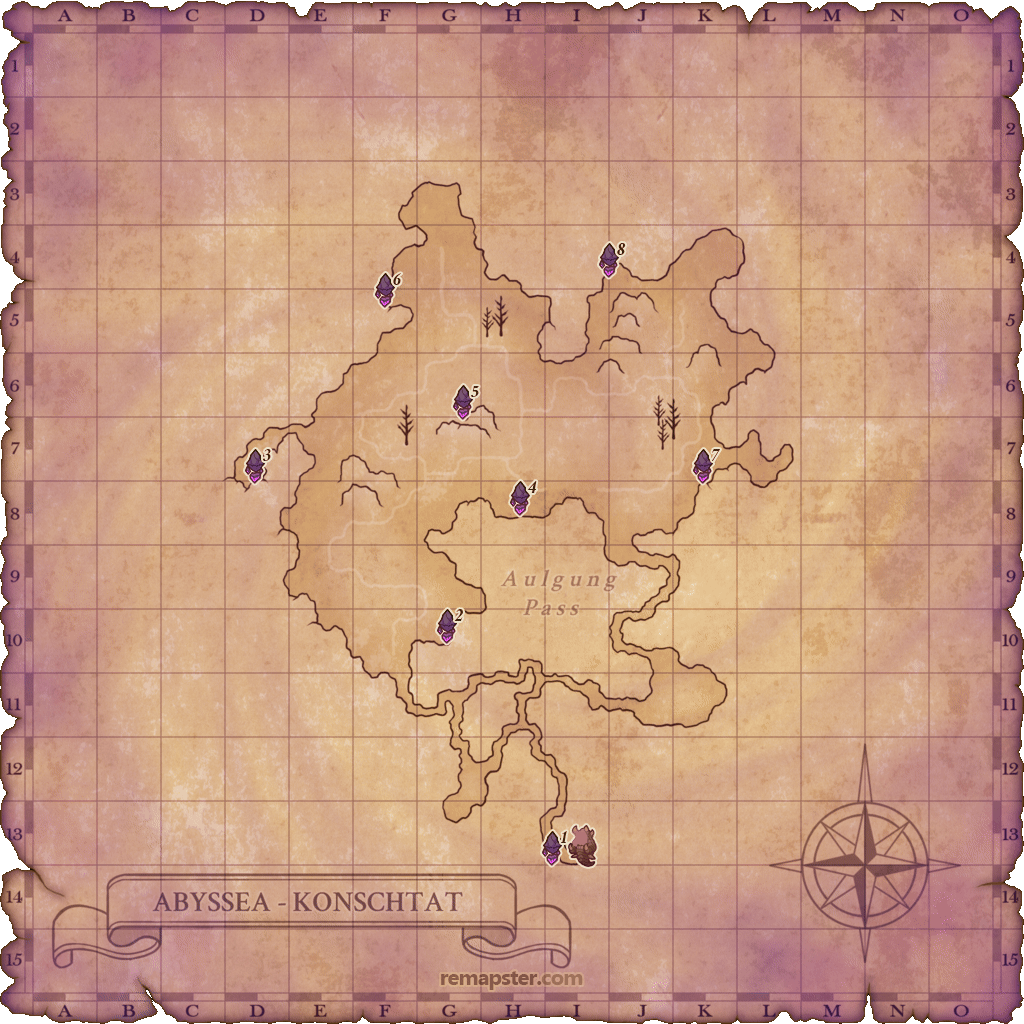 A B C D E F G H I J K L M N O
1 1
2 2
3 3
8
4 4
6
5 5
5
6 6
7 7
3 7
4
8 8
9 Aulgung 9
Pass
2
10 10
11 11
12 12
13 1 13
14 ABYSSEA - KONSCHTAT 14
15 15
remapster.com
A B C D E F G H I J K L M N O